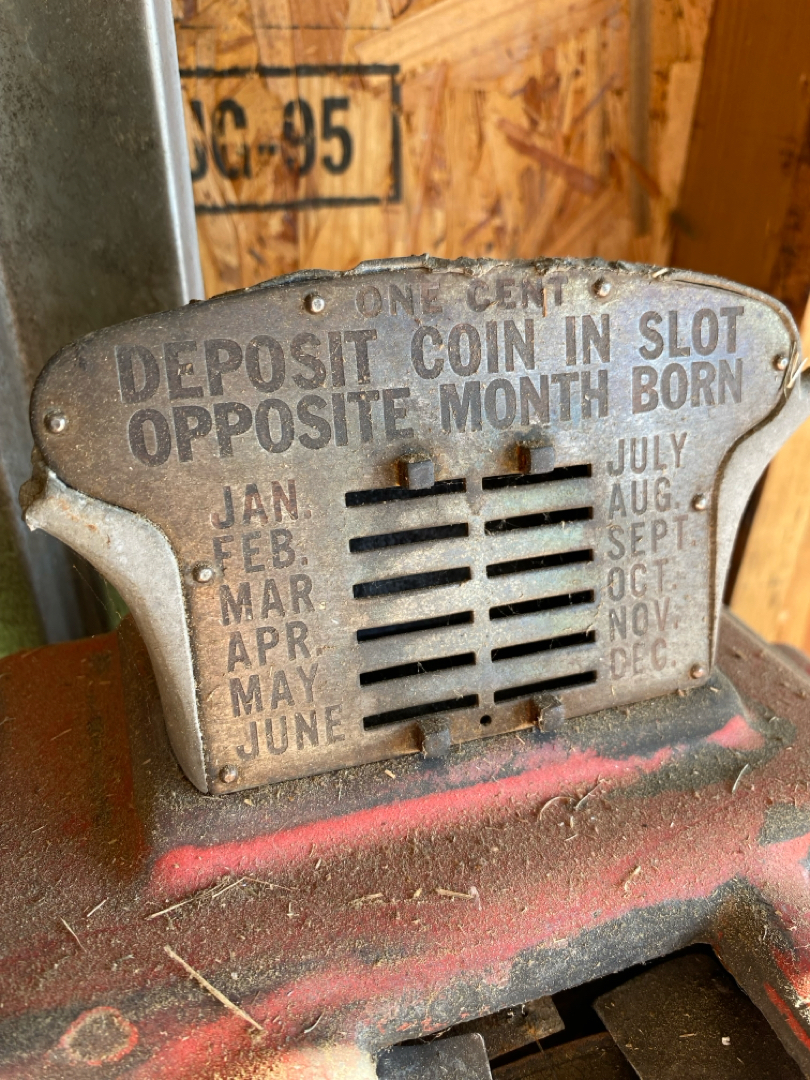 -95
ONE CENT
DEPOSIT COIN IN SLOT
OPPOSITE MONTH BORN
JAN.
FEB.
MAR
APR.
MAY
JUNE
JULY
AUG.
SEPT.
OCT.
NOV.
DEC.